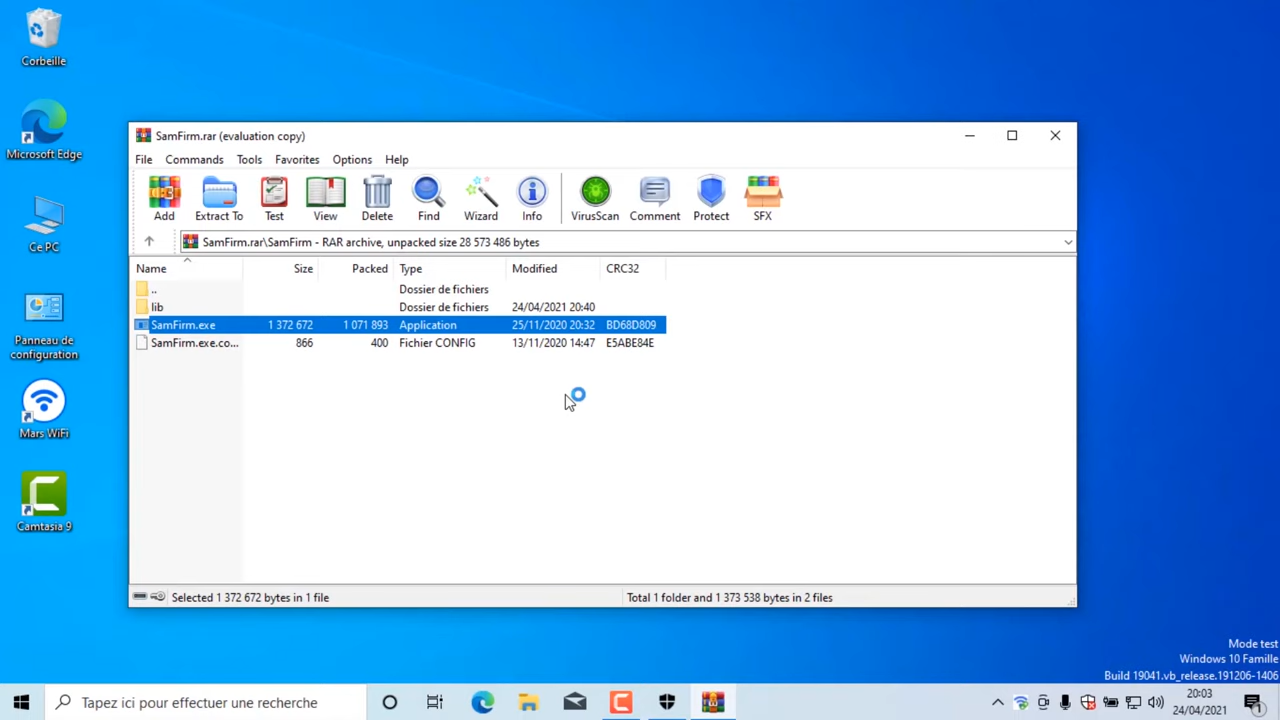 Corbeille
Microsoft Edge
Ce PC
Panneau de
configuration
Mars WiFi
Camtasia 9
SamFirm.rar (evaluation copy)
File Commands Tools Favorites Options Help
Add Extract To Test View Delete Find Wizard Info VirusScan Comment Protect SFX
SamFirm.rar\SamFirm - RAR archive, unpacked size 28 573 486 bytes
Name Size Packed Type Modified CRC32
.. Dossier de fichiers
lib Dossier de fichiers 24/04/2021 20:40
SamFirm.exe 1 372 672 1 071 893 Application 25/11/2020 20:32 BD68D809
SamFirm.exe.co... 866 400 Fichier CONFIG 13/11/2020 14:47 E5ABE84E
Selected 1 372 672 bytes in 1 file Total 1 folder and 1 373 538 bytes in 2 files
Mode test
Windows 10 Famille
Build 19041.vb_release.191206-1406
Tapez ici pour effectuer une recherche
20:03
24/04/2021
1